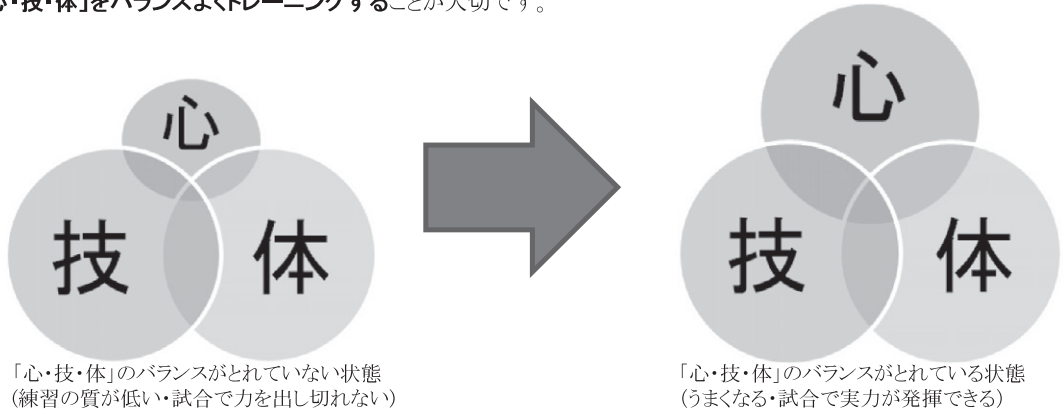 心・技・体」をバランスよくトレーニングすることが大切です。
心
技
体
「心・技・体」のバランスがとれていない状態
(練習の質が低い・試合で力を出し切れない)
心
技
体
「心・技・体」のバランスがとれている状態
(うまくなる・試合で実力が発揮できる)